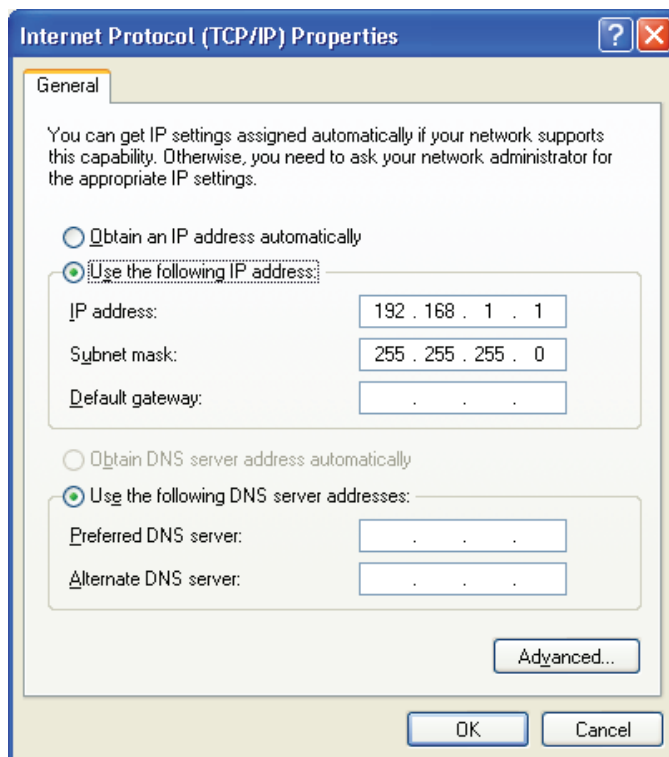 Internet Protocol (TCP/IP) Properties
General
You can get IP settings assigned automatically if your network supports
this capability. Otherwise, you need to ask your network administrator for
the appropriate IP settings.
Obtain an IP address automatically
Use the following IP address:
IP address: 192 . 168 . 1 . 1
Subnet mask: 255 . 255 . 255 . 0
Default gateway: . . .
Obtain DNS server address automatically
Use the following DNS server addresses:
Preferred DNS server: . . .
Alternate DNS server: . . .
Advanced...
OK Cancel